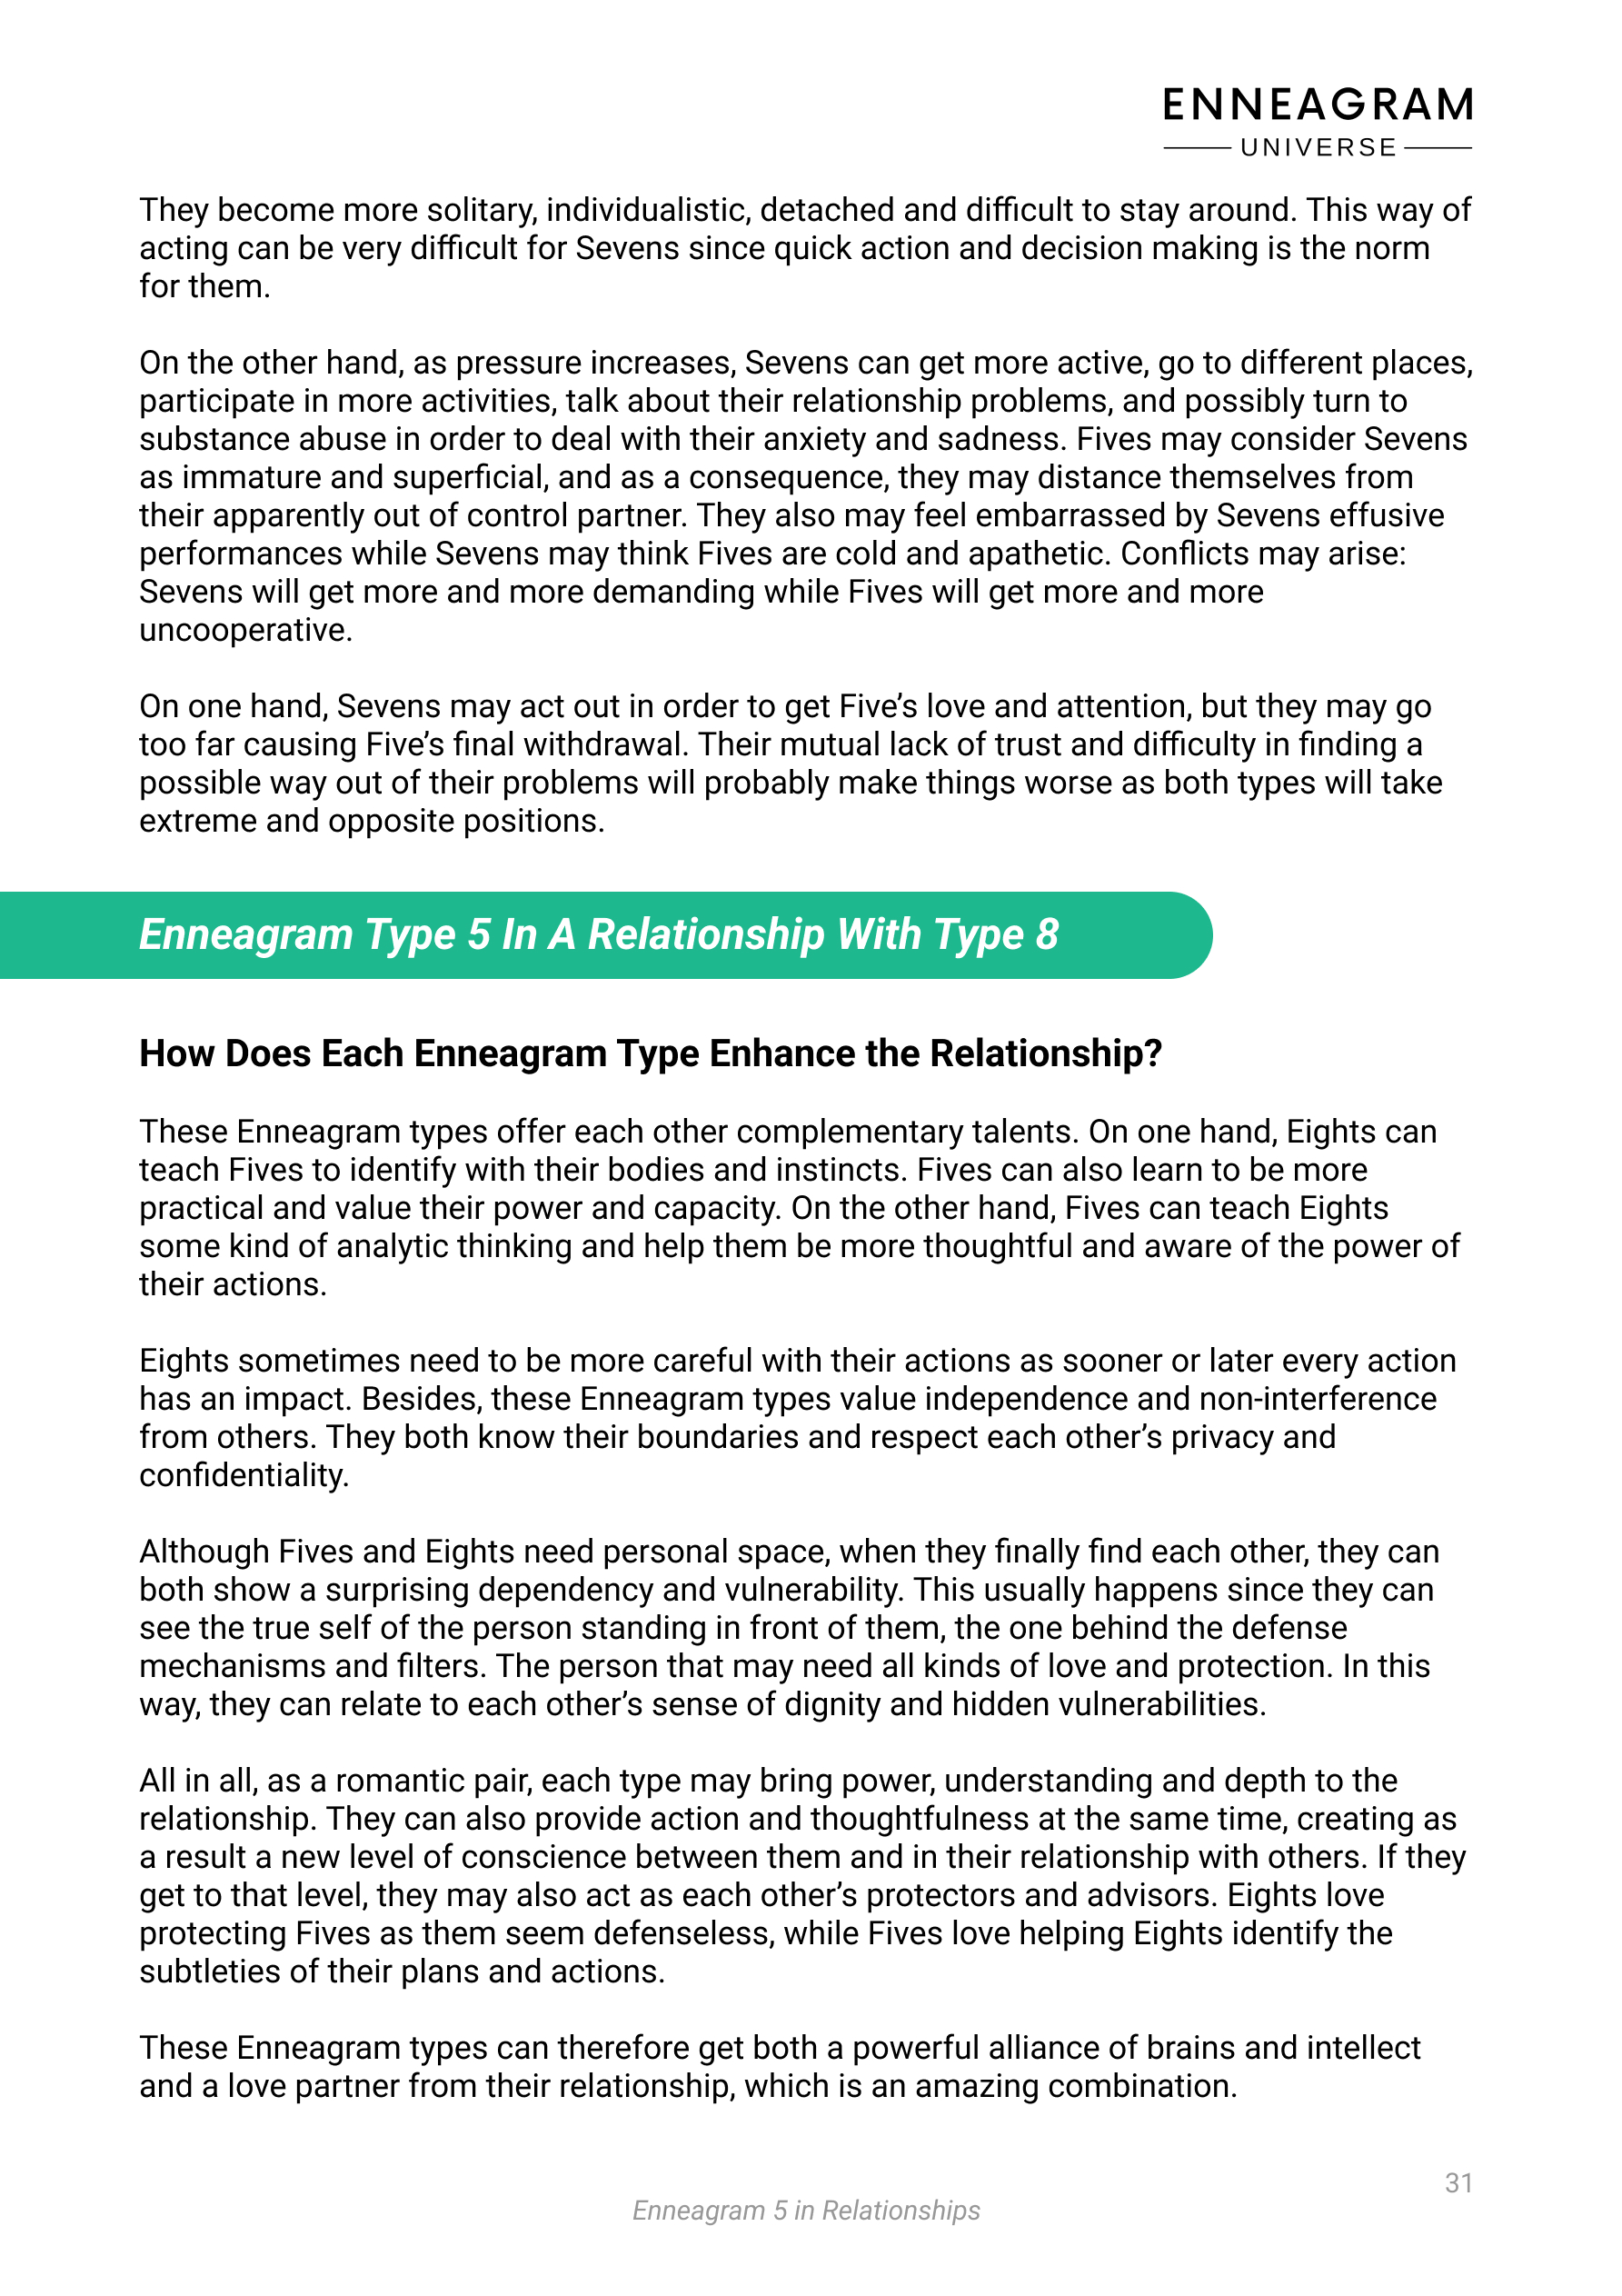 ENNEAGRAM
UNIVERSE
They become more solitary, individualistic, detached and difficult to stay around. This way of
acting can be very difficult for Sevens since quick action and decision making is the norm
for them.
On the other hand, as pressure increases, Sevens can get more active, go to different places,
participate in more activities, talk about their relationship problems, and possibly turn to
substance abuse in order to deal with their anxiety and sadness. Fives may consider Sevens
as immature and superficial, and as a consequence, they may distance themselves from
their apparently out of control partner. They also may feel embarrassed by Sevens effusive
performances while Sevens may think Fives are cold and apathetic. Conflicts may arise:
Sevens will get more and more demanding while Fives will get more and more
uncooperative.
On one hand, Sevens may act out in order to get Five’s love and attention, but they may go
too far causing Five’s final withdrawal. Their mutual lack of trust and difficulty in finding a
possible way out of their problems will probably make things worse as both types will take
extreme and opposite positions.
Enneagram Type 5 In A Relationship With Type 8
How Does Each Enneagram Type Enhance the Relationship?
These Enneagram types offer each other complementary talents. On one hand, Eights can
teach Fives to identify with their bodies and instincts. Fives can also learn to be more
practical and value their power and capacity. On the other hand, Fives can teach Eights
some kind of analytic thinking and help them be more thoughtful and aware of the power of
their actions.
Eights sometimes need to be more careful with their actions as sooner or later every action
has an impact. Besides, these Enneagram types value independence and non-interference
from others. They both know their boundaries and respect each other’s privacy and
confidentiality.
Although Fives and Eights need personal space, when they finally find each other, they can
both show a surprising dependency and vulnerability. This usually happens since they can
see the true self of the person standing in front of them, the one behind the defense
mechanisms and filters. The person that may need all kinds of love and protection. In this
way, they can relate to each other’s sense of dignity and hidden vulnerabilities.
All in all, as a romantic pair, each type may bring power, understanding and depth to the
relationship. They can also provide action and thoughtfulness at the same time, creating as
a result a new level of conscience between them and in their relationship with others. If they
get to that level, they may also act as each other’s protectors and advisors. Eights love
protecting Fives as them seem defenseless, while Fives love helping Eights identify the
subtleties of their plans and actions.
These Enneagram types can therefore get both a powerful alliance of brains and intellect
and a love partner from their relationship, which is an amazing combination.
31
Enneagram 5 in Relationships